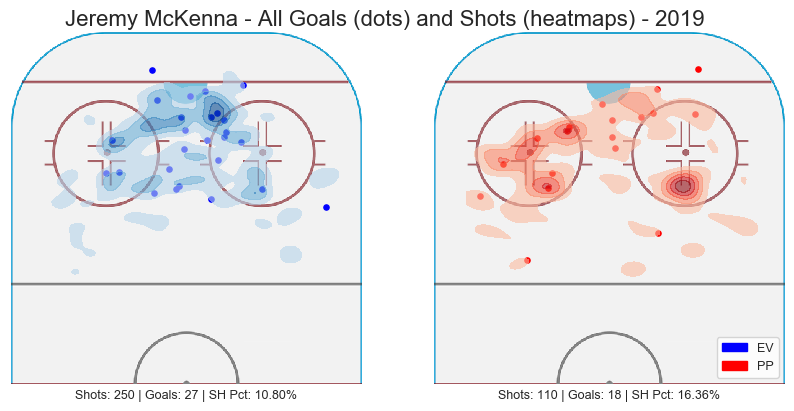 Jeremy McKenna - All Goals (dots) and Shots (heatmaps) - 2019
EV
PP
Shots: 250 | Goals: 27 | SH Pct: 10.80%
Shots: 110 | Goals: 18 | SH Pct: 16.36%